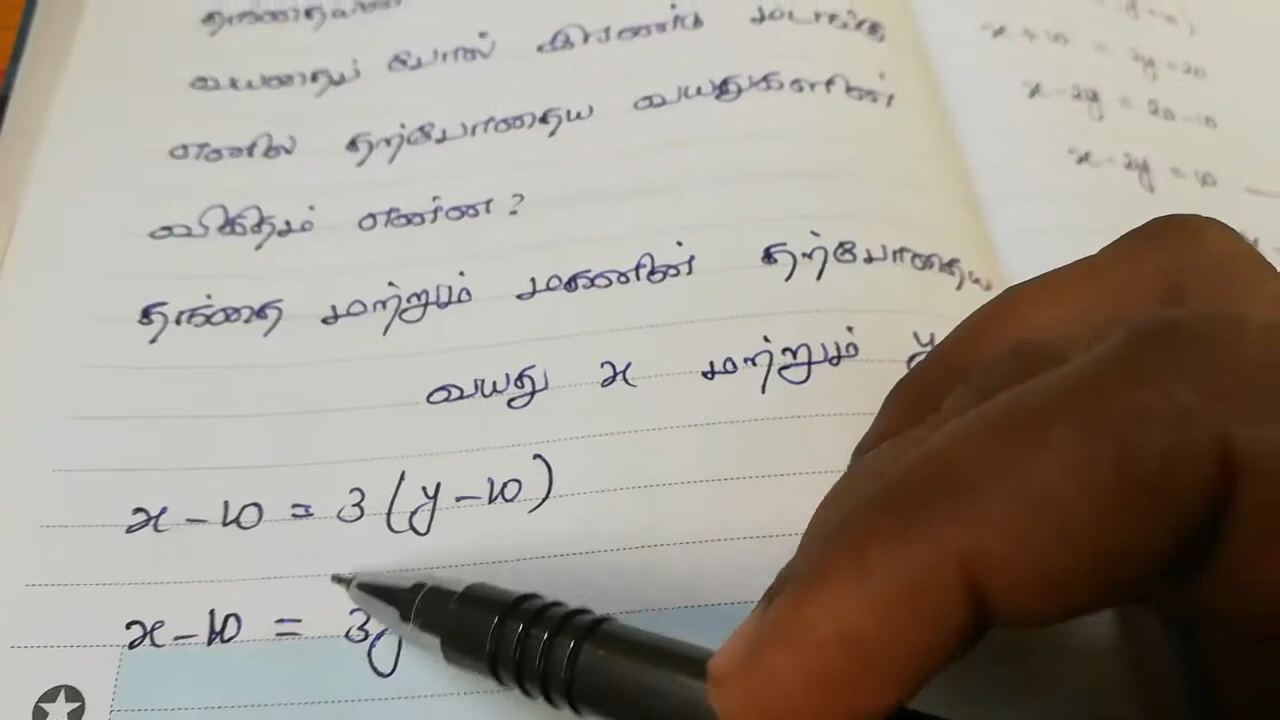 வயதைப் போல் இரண்டு மடங்கு
எனில் தற்போதைய வயதுகளின்
விகிதம் என்ன?
தந்தை மற்றும் மகனின் தற்போதைய
வயது x மற்றும் y
x - 10 = 3 (y - 10)
x - 10 = 3y
x - 2y = 20 - 10
x - 2y = 10